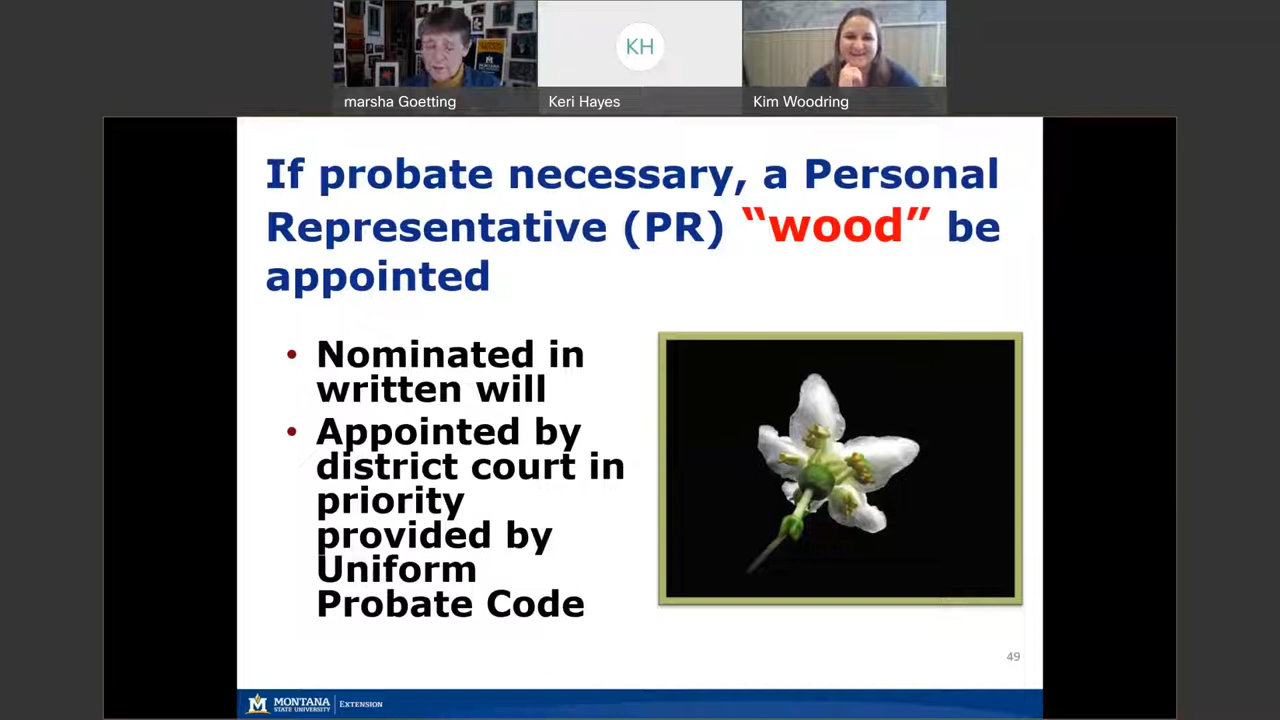 KH
marsha Goetting
Keri Hayes
Kim Woodring
If probate necessary, a Personal
Representative (PR) “wood” be
appointed
• Nominated in
written will
• Appointed by
district court in
priority
provided by
Uniform
Probate Code
49
M MONTANA
STATE UNIVERSITY
EXTENSION